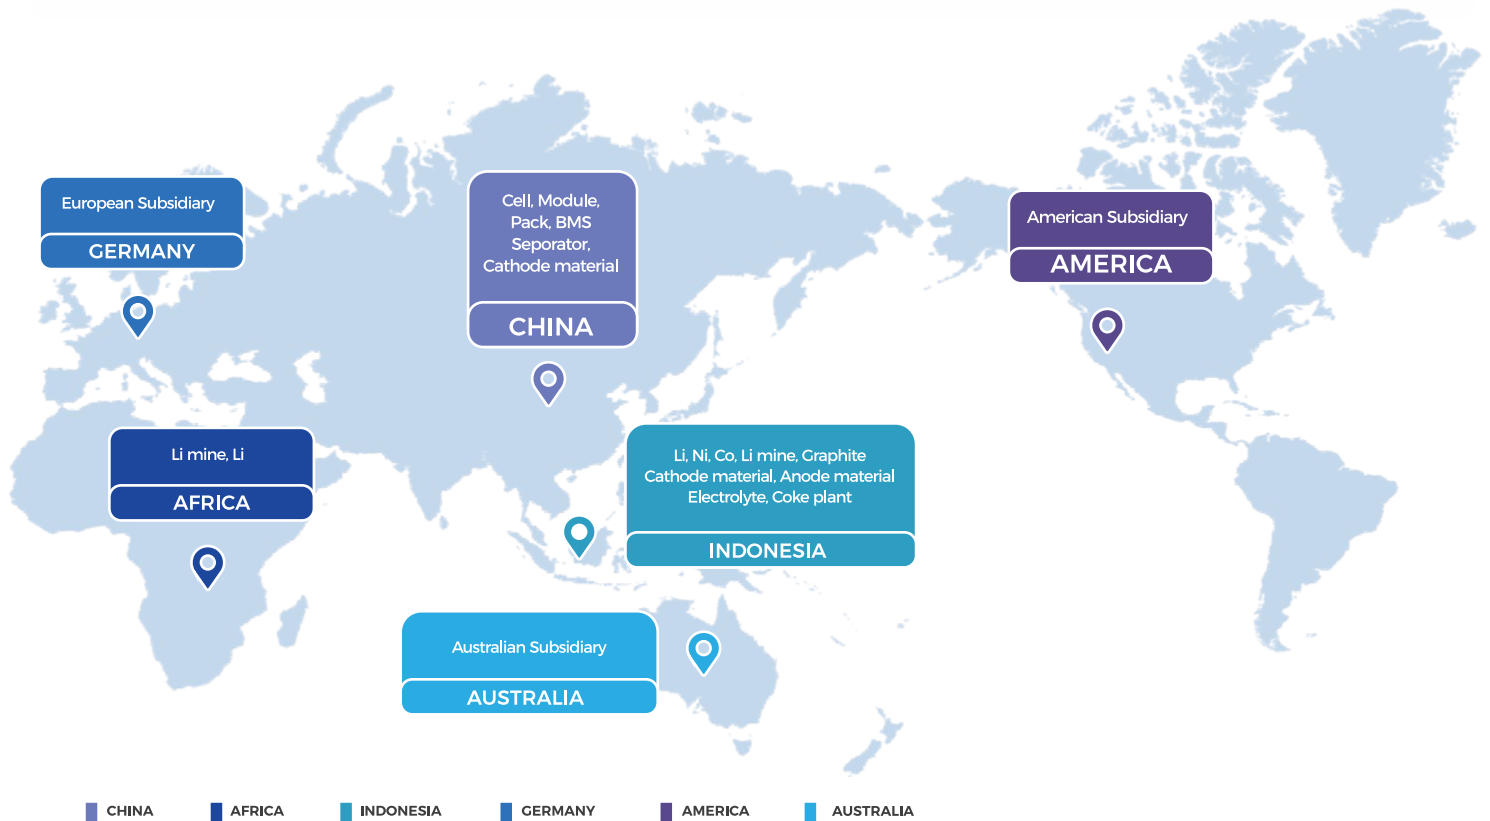 European Subsidiary
GERMANY
Cell, Module,
Pack, BMS
Seporator,
Cathode material
CHINA
American Subsidiary
AMERICA
Li mine, Li
AFRICA
Li, Ni, Co, Li mine, Graphite
Cathode material, Anode material
Electrolyte, Coke plant
INDONESIA
Australian Subsidiary
AUSTRALIA
CHINA AFRICA INDONESIA GERMANY AMERICA AUSTRALIA